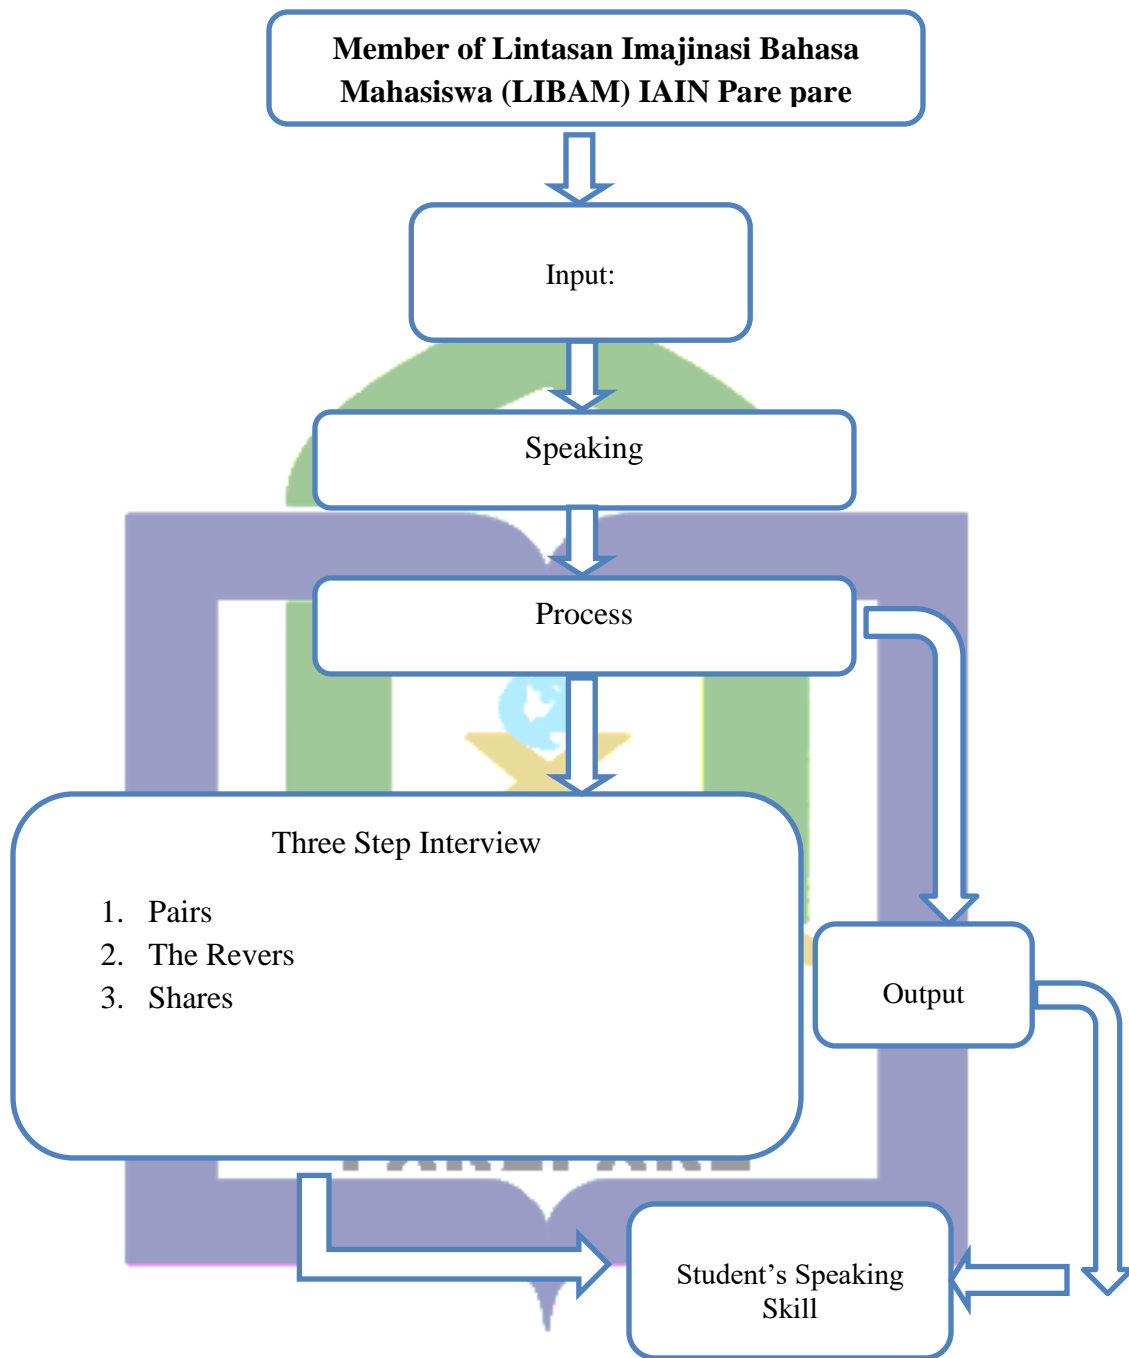 Member of Lintasan Imajinasi Bahasa
Mahasiswa (LIBAM) IAIN Pare pare
Input:
Speaking
Process
Three Step Interview
1. Pairs
2. The Revers
3. Shares
Output
Student’s Speaking
Skill